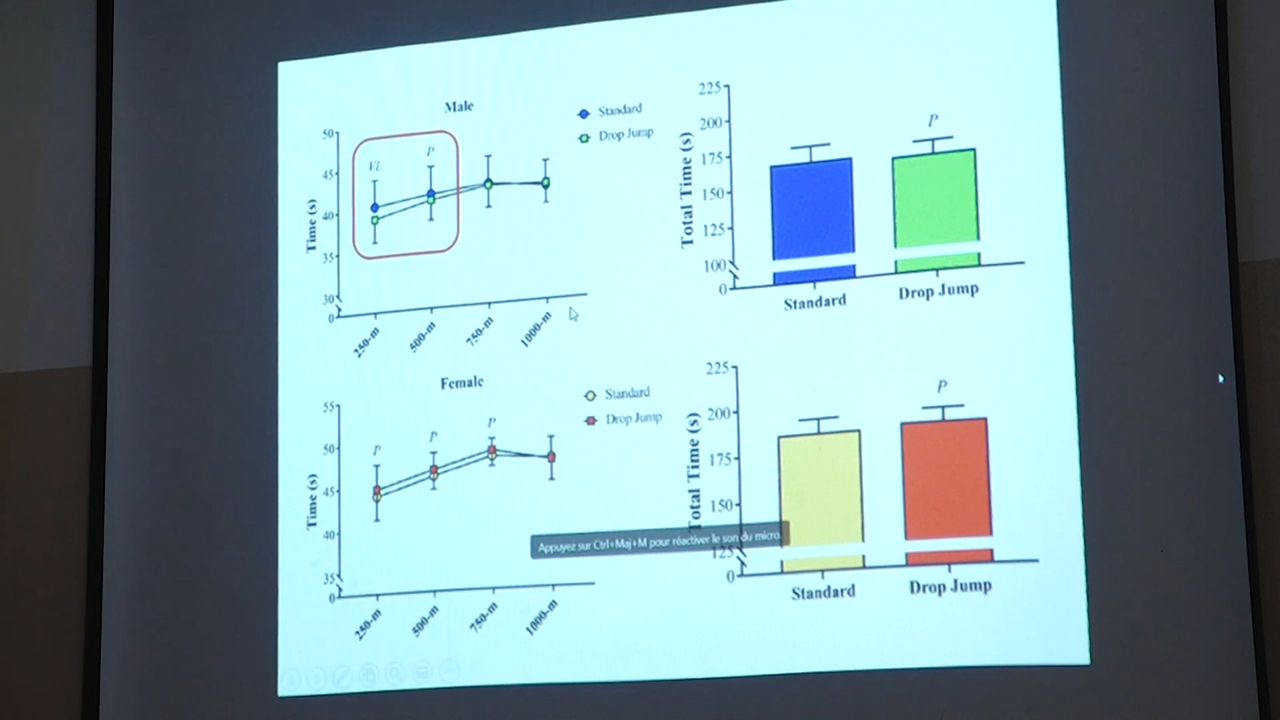 Male
Standard
Drop Jump
Time (s)
50
45
40
35
30
0
VL
P
250-m
500-m
750-m
1000-m
Total Time (s)
225
200
175
150
125
100
0
P
Standard
Drop Jump
Female
Standard
Drop Jump
Time (s)
55
50
45
40
35
0
P
P
P
250-m
500-m
750-m
1000-m
Total Time (s)
225
200
175
150
125
0
P
Standard
Drop Jump
Appuyez sur Ctrl+Maj+M pour réactiver le son du micro.